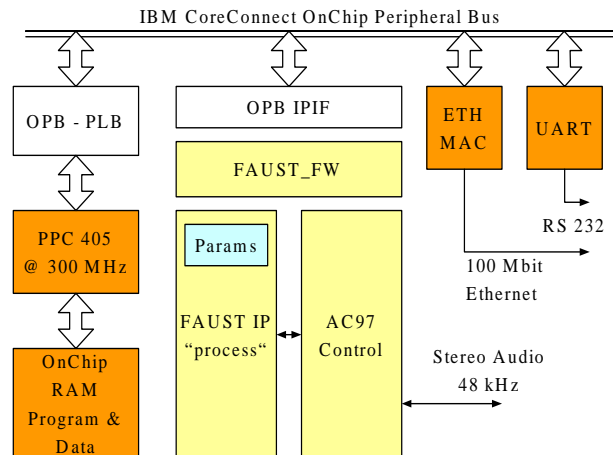 IBM CoreConnect OnChip Peripheral Bus
OPB - PLB
OPB IPIF
ETH
MAC
UART
FAUST_FW
RS 232
PPC 405
@ 300 MHz
Params
100 Mbit
Ethernet
FAUST IP
“process“
AC97
Control
OnChip
RAM
Program &
Data
Stereo Audio
48 kHz